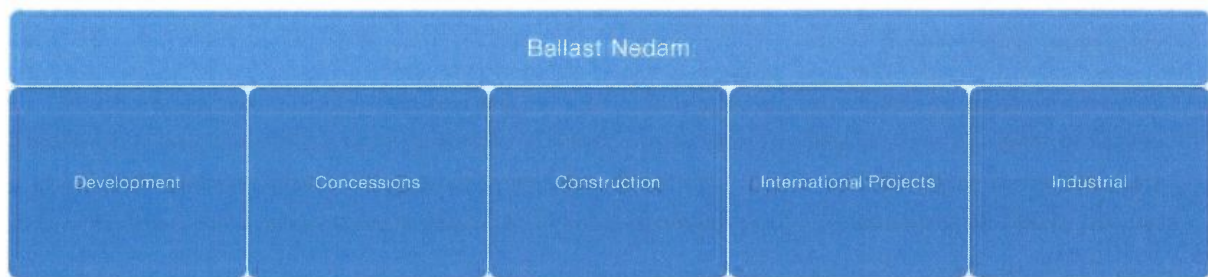 Ballast Nedam
Development
Concessions
Construction
International Projects
Industrial